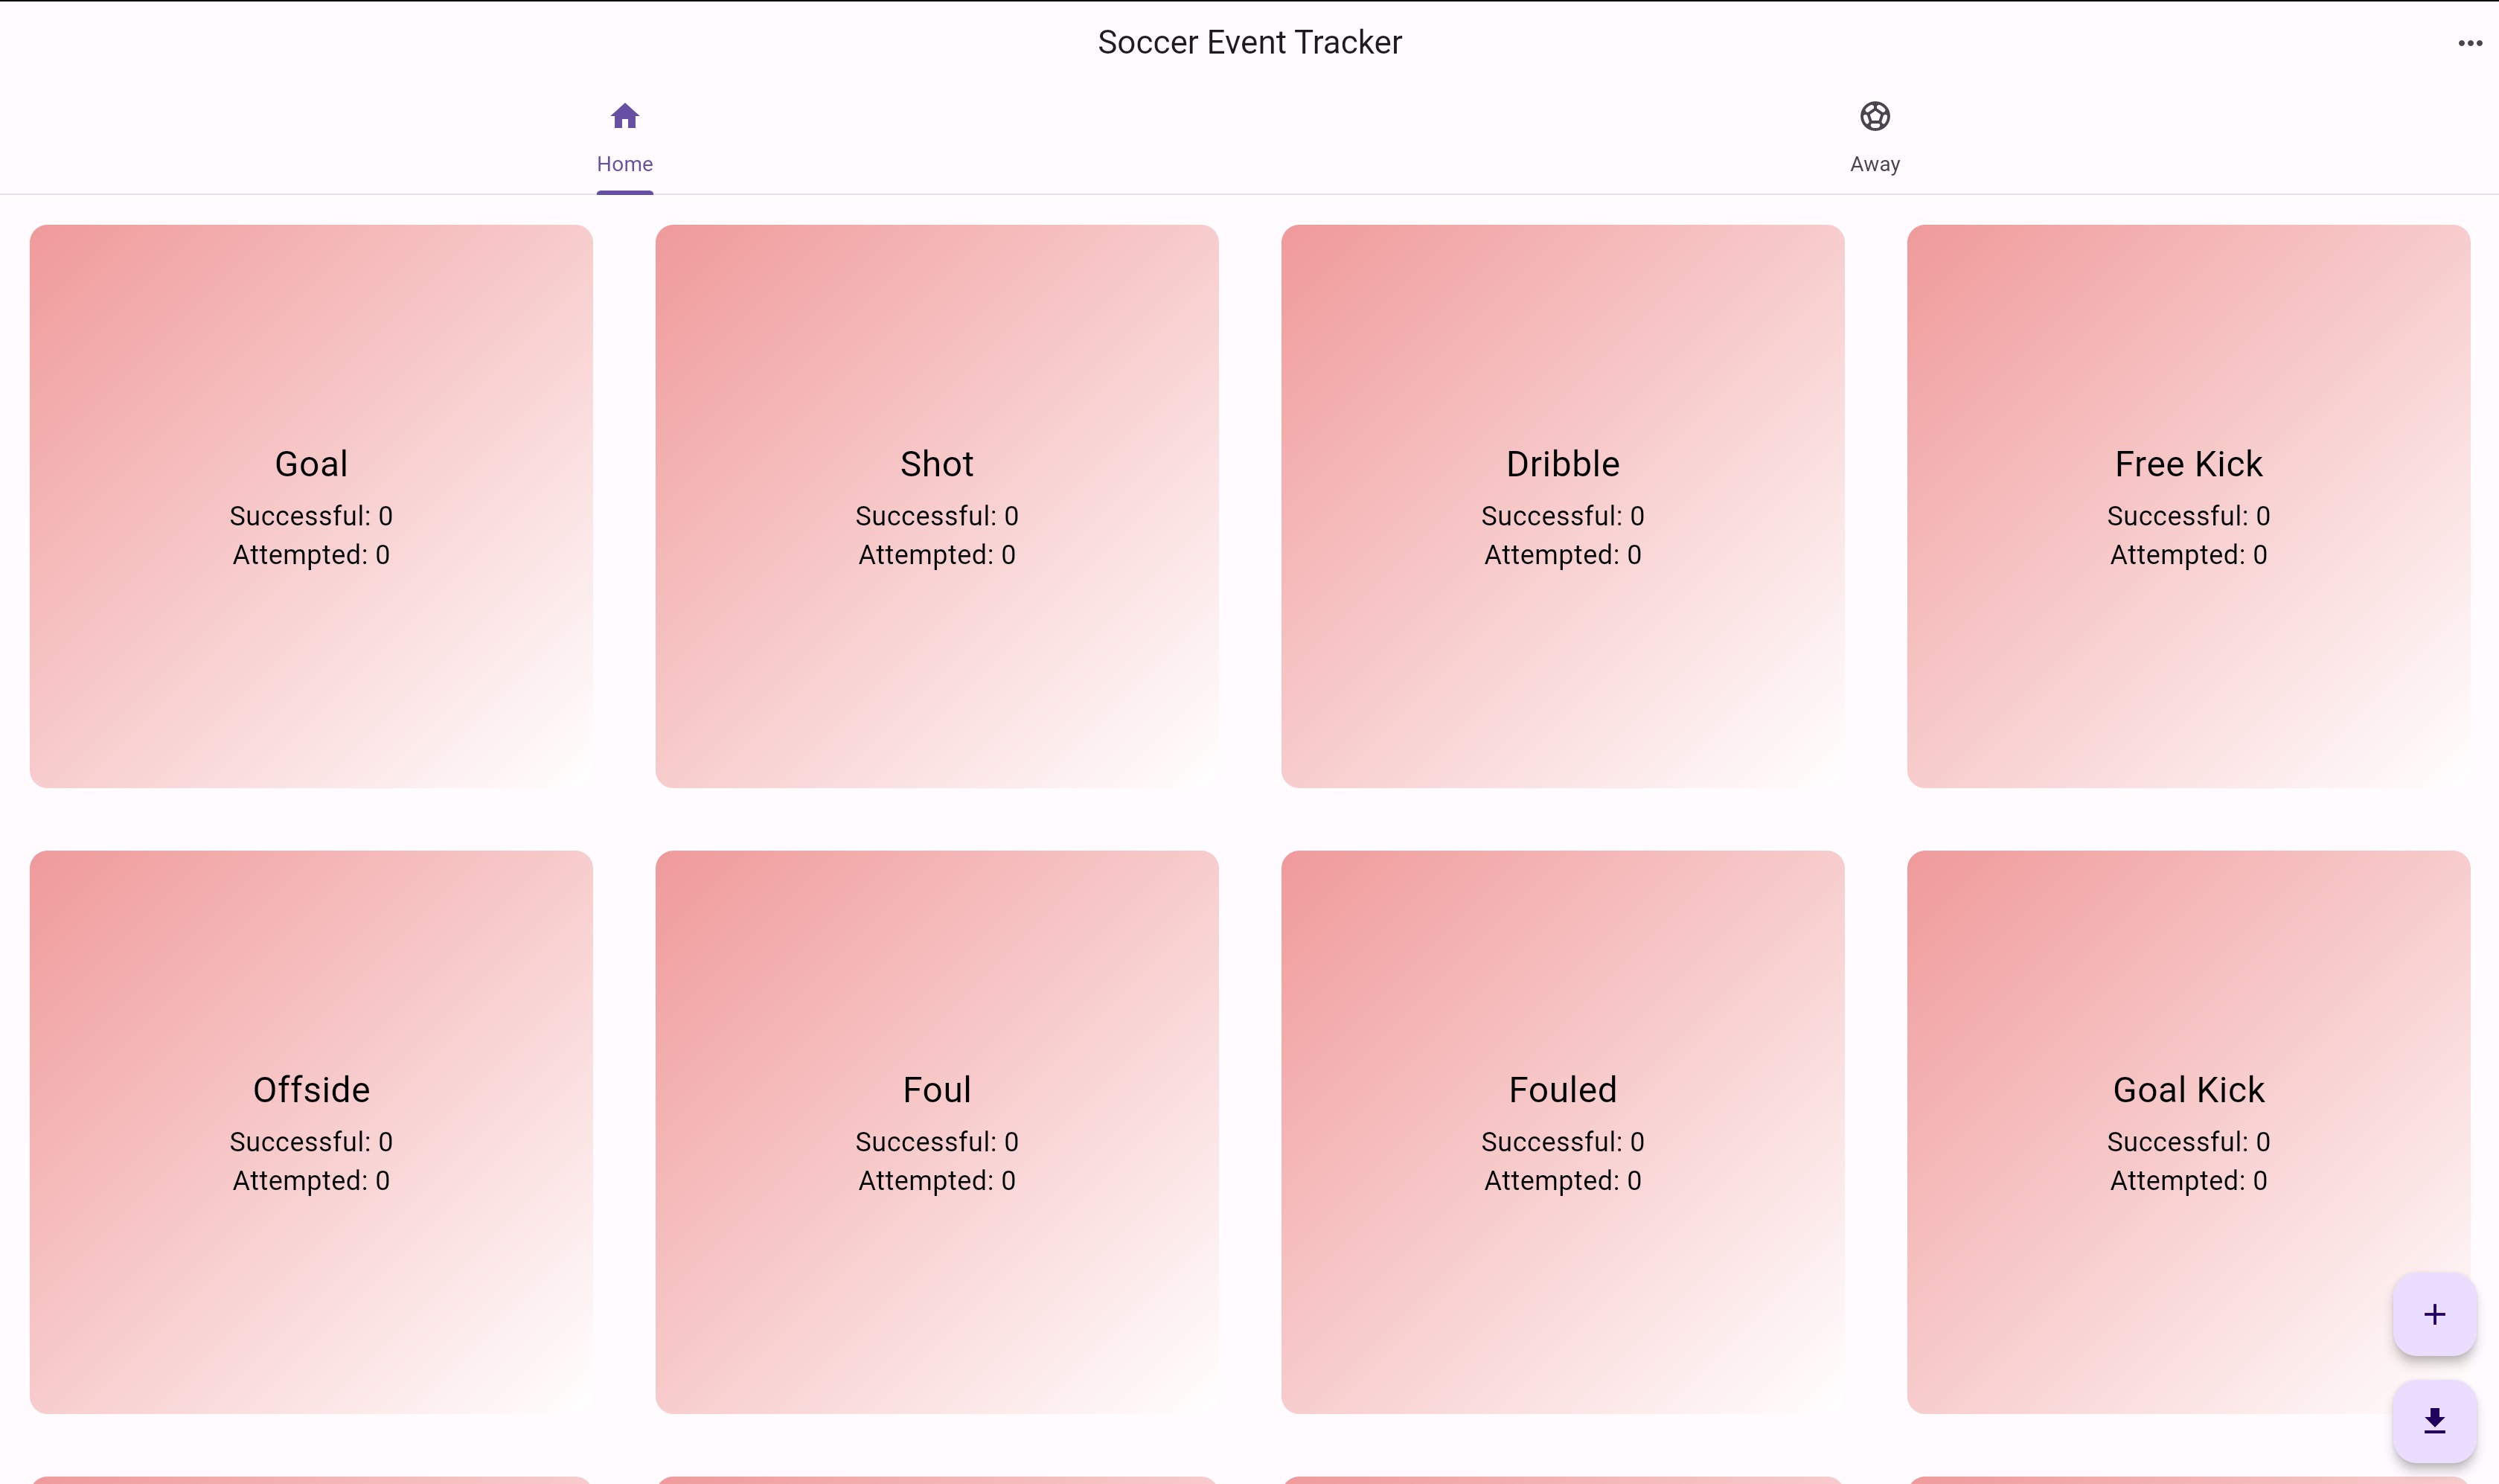 Soccer Event Tracker
Home
Away
Goal
Successful: 0
Attempted: 0
Shot
Successful: 0
Attempted: 0
Dribble
Successful: 0
Attempted: 0
Free Kick
Successful: 0
Attempted: 0
Offside
Successful: 0
Attempted: 0
Foul
Successful: 0
Attempted: 0
Fouled
Successful: 0
Attempted: 0
Goal Kick
Successful: 0
Attempted: 0